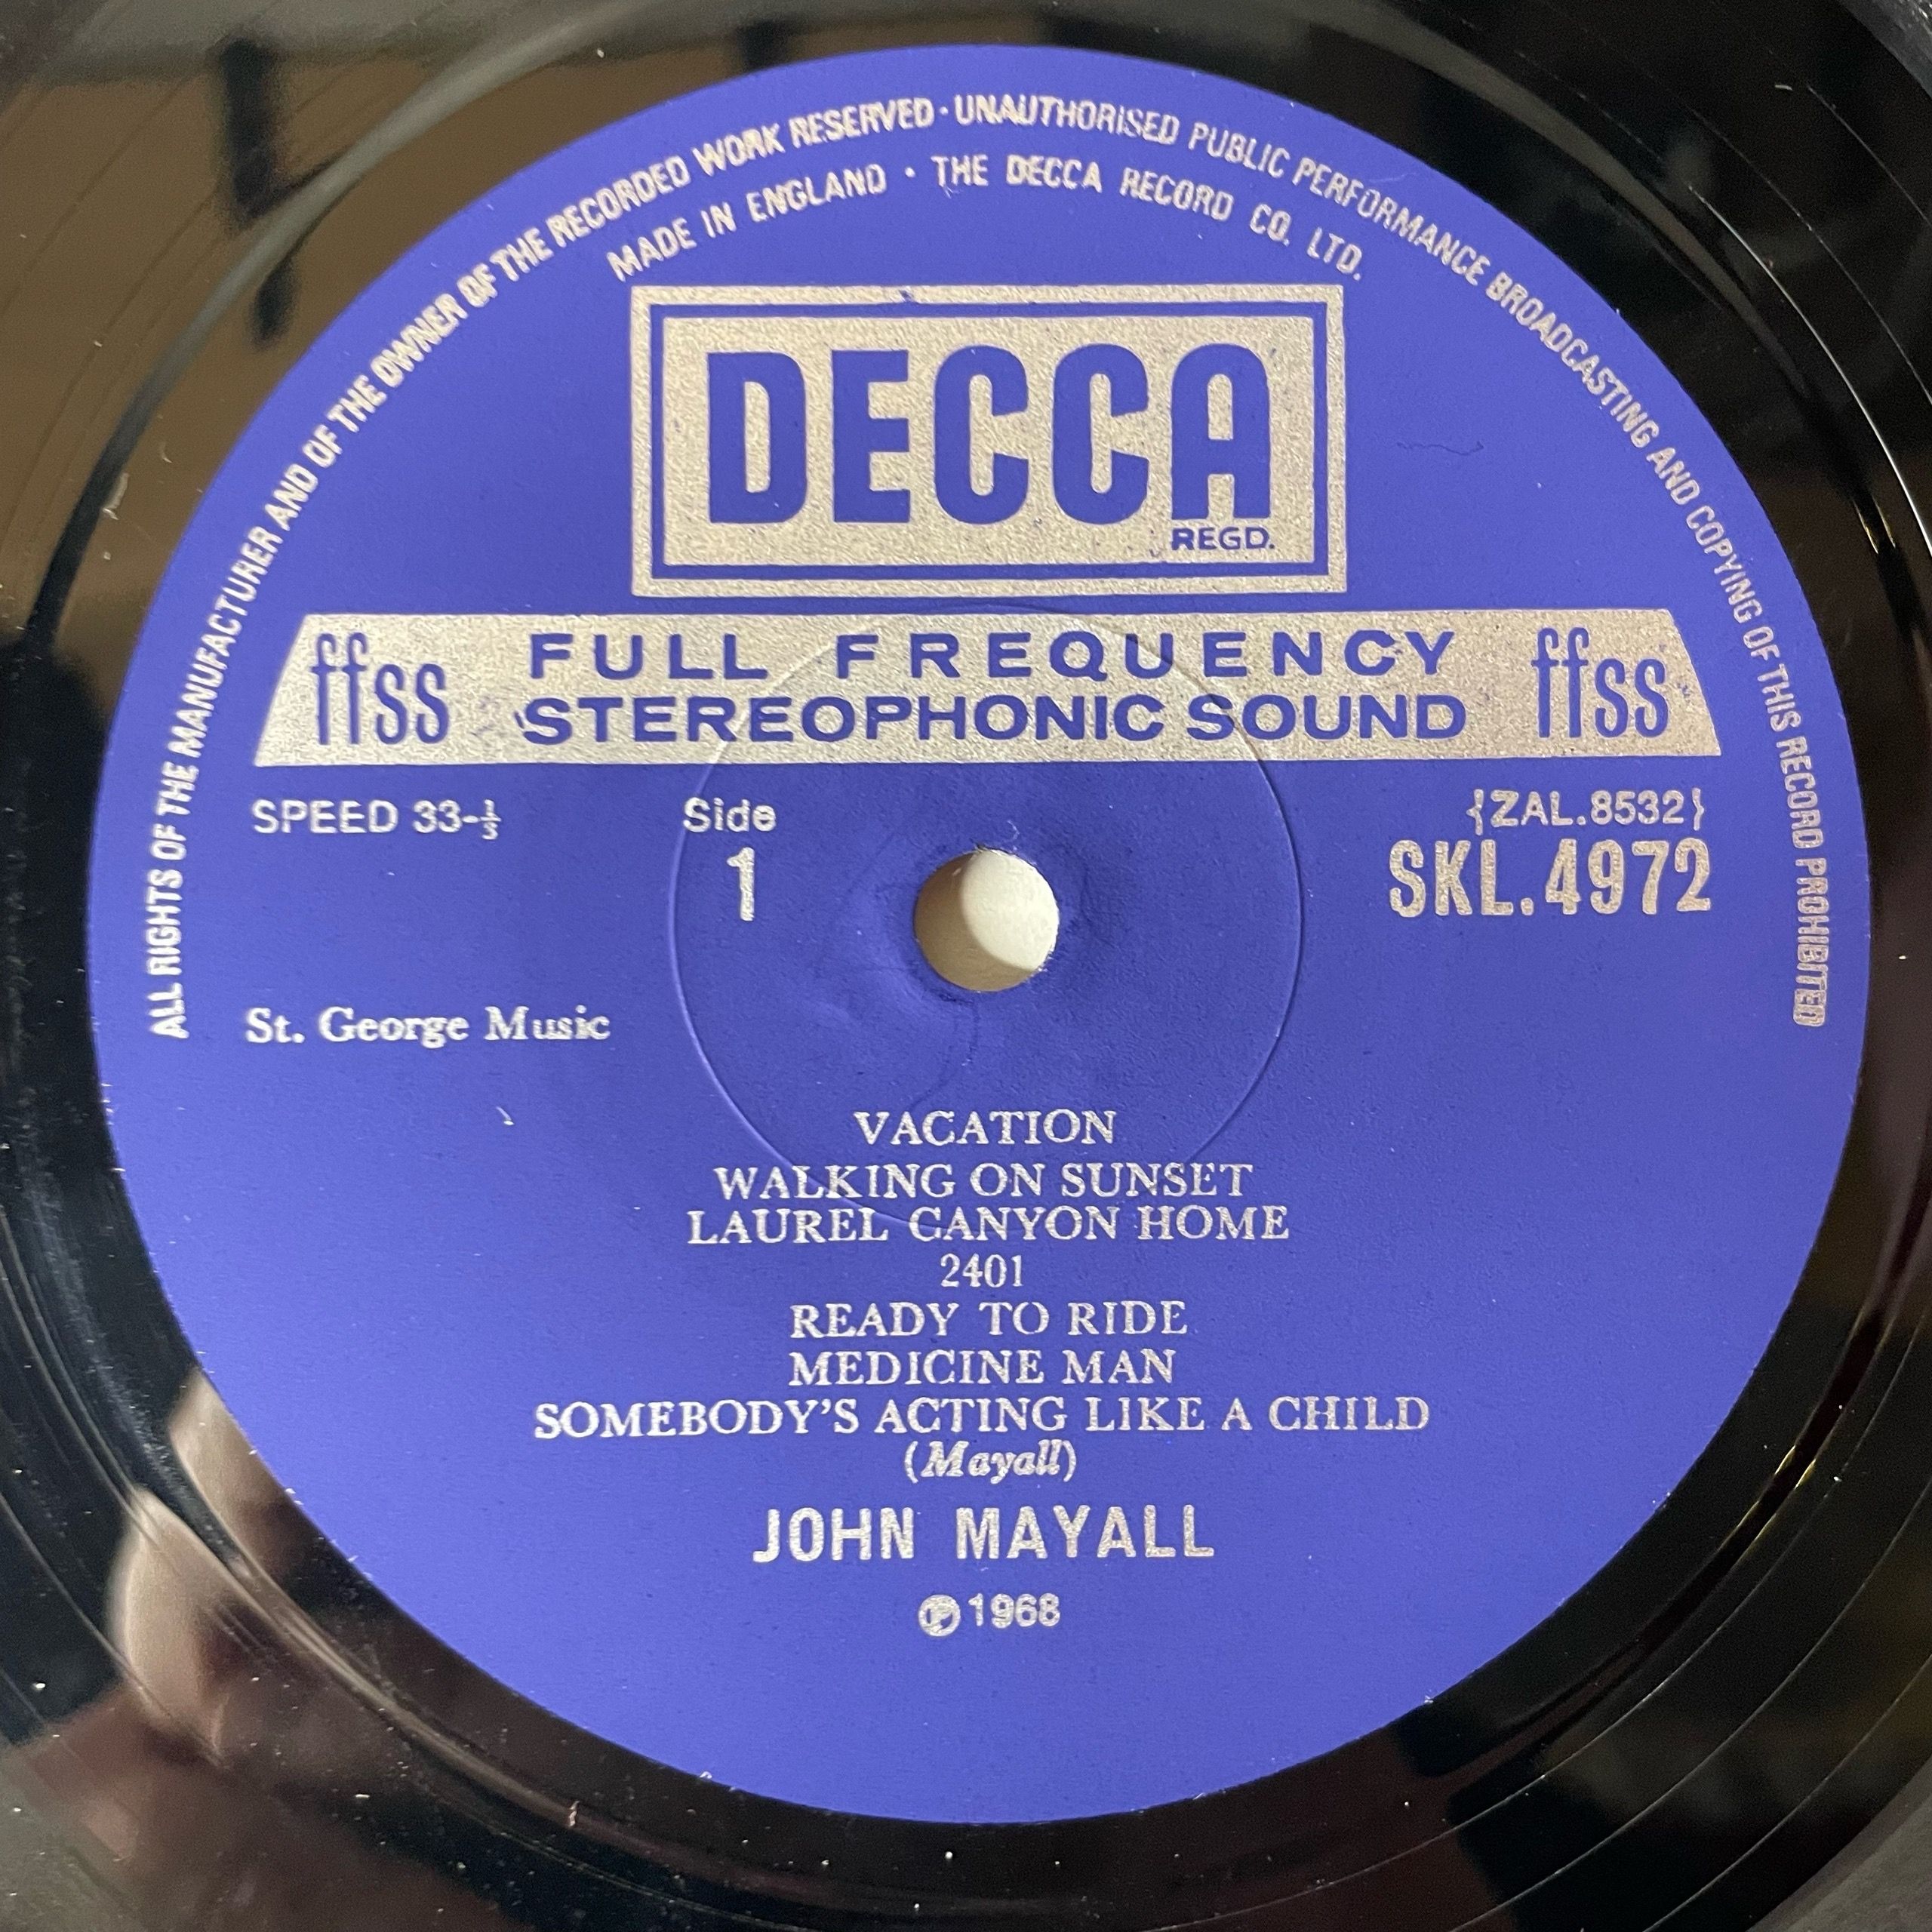 ALL RIGHTS OF THE MANUFACTURER AND OF THE OWNER OF THE RECORDED WORK RESERVED · UNAUTHORISED PUBLIC PERFORMANCE BROADCASTING AND COPYING OF THIS RECORD PROHIBITED
MADE IN ENGLAND · THE DECCA RECORD CO. LTD.
DECCA
REGD.
ffss FULL FREQUENCY ffss
STEREOPHONIC SOUND
SPEED 33-⅓ Side {ZAL.8532}
1 SKL.4972
St. George Music
VACATION
WALKING ON SUNSET
LAUREL CANYON HOME
2401
READY TO RIDE
MEDICINE MAN
SOMEBODY'S ACTING LIKE A CHILD
(Mayall)
JOHN MAYALL
℗1968